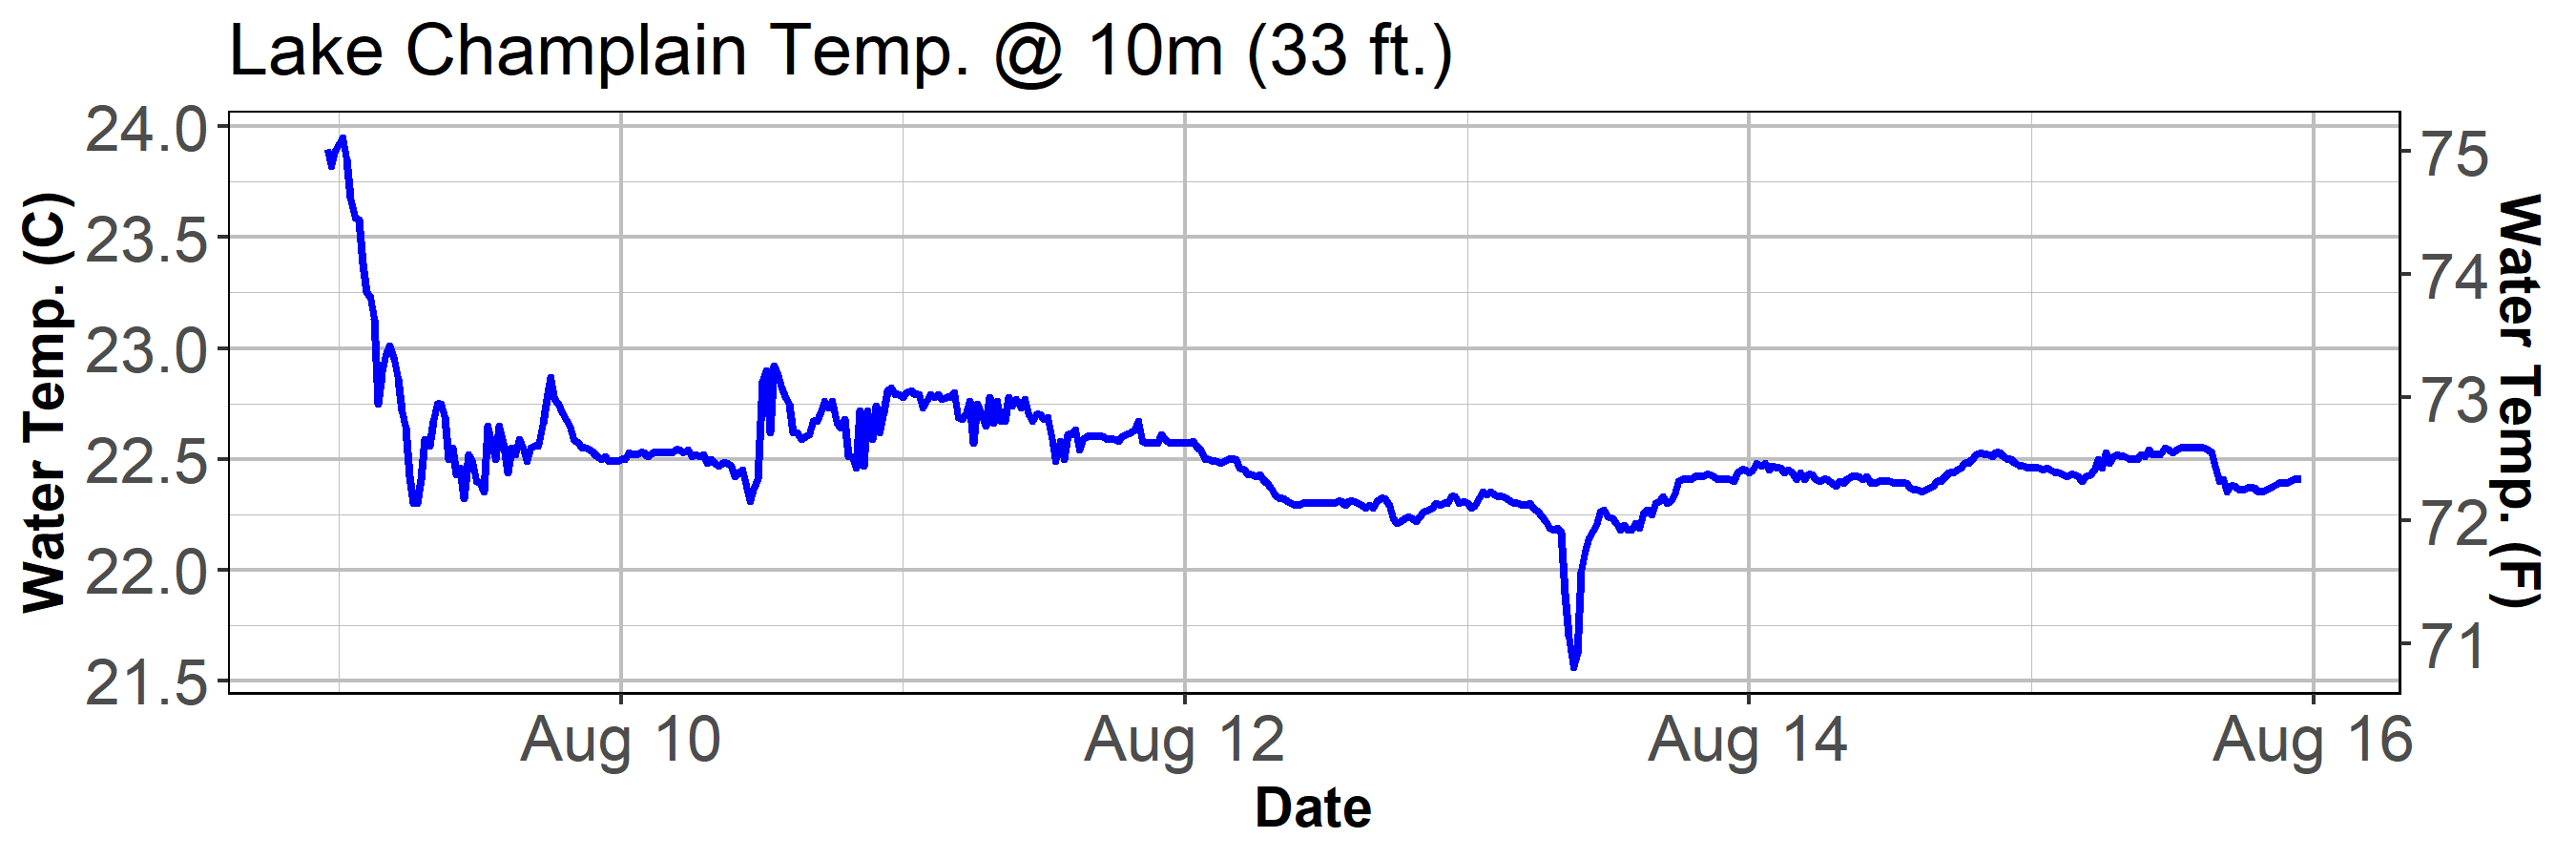 Lake Champlain Temp. @ 10m (33 ft.)
Water Temp. (C)
24.0
23.5
23.0
22.5
22.0
21.5
75
74
73
72
71
Water Temp. (F)
Aug 10
Aug 12
Aug 14
Aug 16
Date